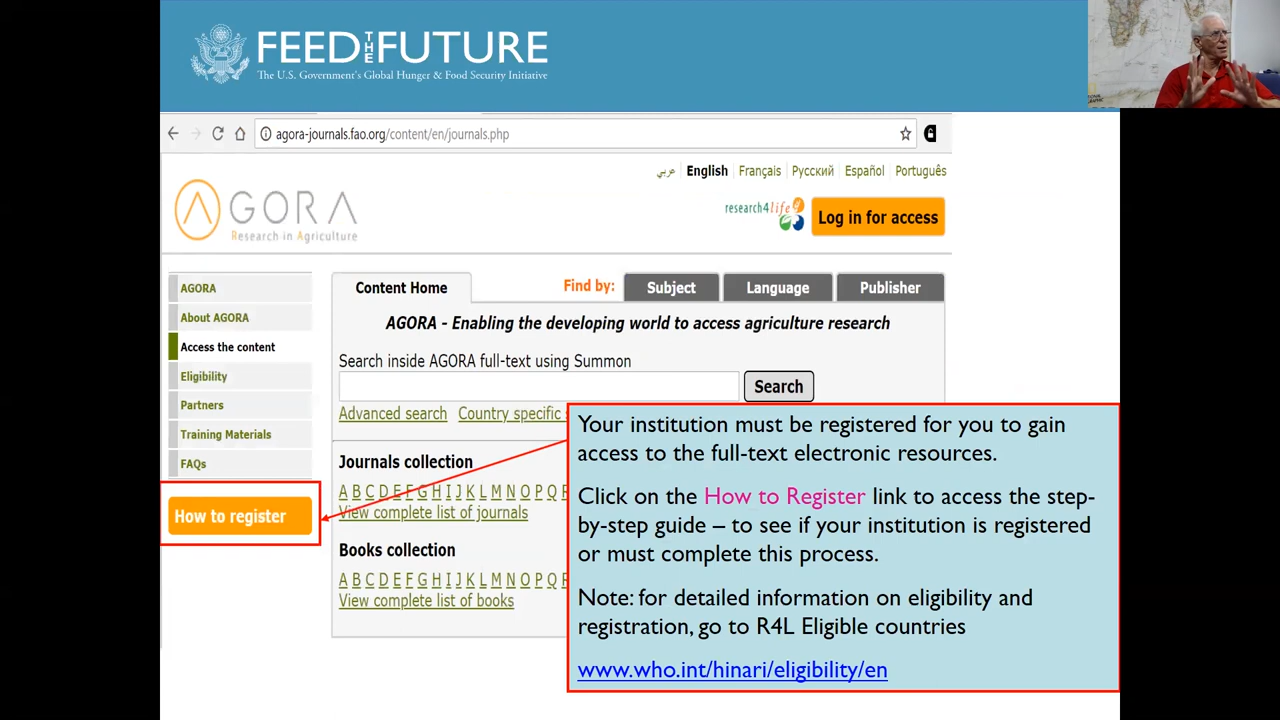 FEED THE FUTURE
The U.S. Government's Global Hunger & Food Security Initiative
agora-journals.fao.org/content/en/journals.php
عربي English Français Русский Español Português
AGORA
Research in Agriculture
research4life
Log in for access
AGORA
About AGORA
Access the content
Eligibility
Partners
Training Materials
FAQs
How to register
Content Home
Find by: Subject Language Publisher
AGORA - Enabling the developing world to access agriculture research
Search inside AGORA full-text using Summon
Search
Advanced search Country specific
Journals collection
A B C D E F G H I J K L M N O P Q
View complete list of journals
Books collection
A B C D E F G H I J K L M N O P Q
View complete list of books
Your institution must be registered for you to gain
access to the full-text electronic resources.
Click on the How to Register link to access the step-
by-step guide – to see if your institution is registered
or must complete this process.
Note: for detailed information on eligibility and
registration, go to R4L Eligible countries
www.who.int/hinari/eligibility/en